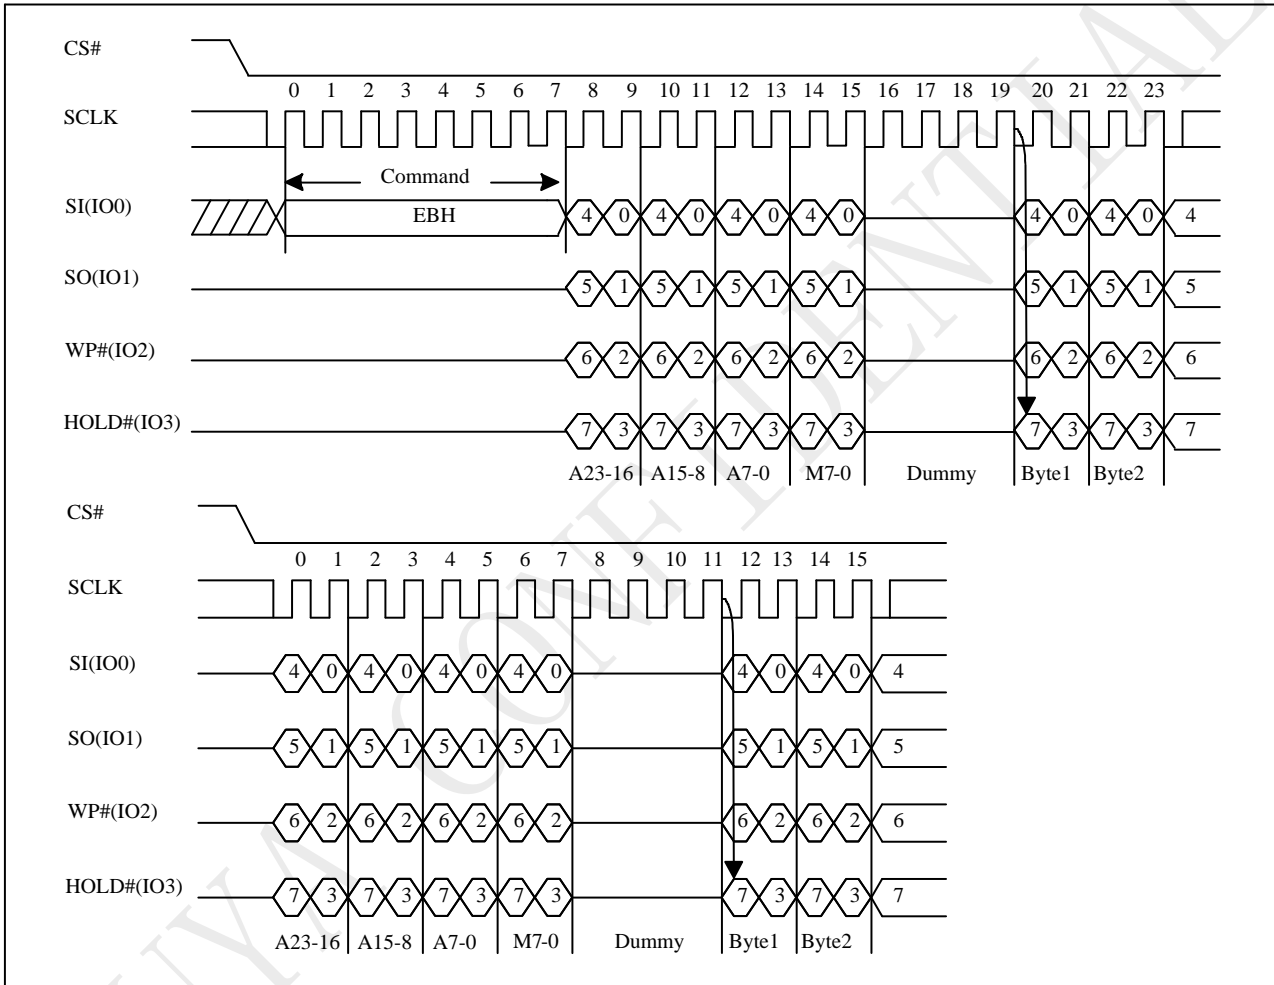 CS#
0 1 2 3 4 5 6 7 8 9 10 11 12 13 14 15 16 17 18 19 20 21 22 23
SCLK
Command
SI(IO0) EBH 4 0 4 0 4 0 4 0 4 0 4 0 4
SO(IO1) 5 1 5 1 5 1 5 1 5 1 5 1 5
WP#(IO2) 6 2 6 2 6 2 6 2 6 2 6 2 6
HOLD#(IO3) 7 3 7 3 7 3 7 3 7 3 7 3 7
A23-16 A15-8 A7-0 M7-0 Dummy Byte1 Byte2
CS#
0 1 2 3 4 5 6 7 8 9 10 11 12 13 14 15
SCLK
SI(IO0) 4 0 4 0 4 0 4 0 4 0 4 0 4
SO(IO1) 5 1 5 1 5 1 5 1 5 1 5 1 5
WP#(IO2) 6 2 6 2 6 2 6 2 6 2 6 2 6
HOLD#(IO3) 7 3 7 3 7 3 7 3 7 3 7 3 7
A23-16 A15-8 A7-0 M7-0 Dummy Byte1 Byte2
CONFIDENTIAL